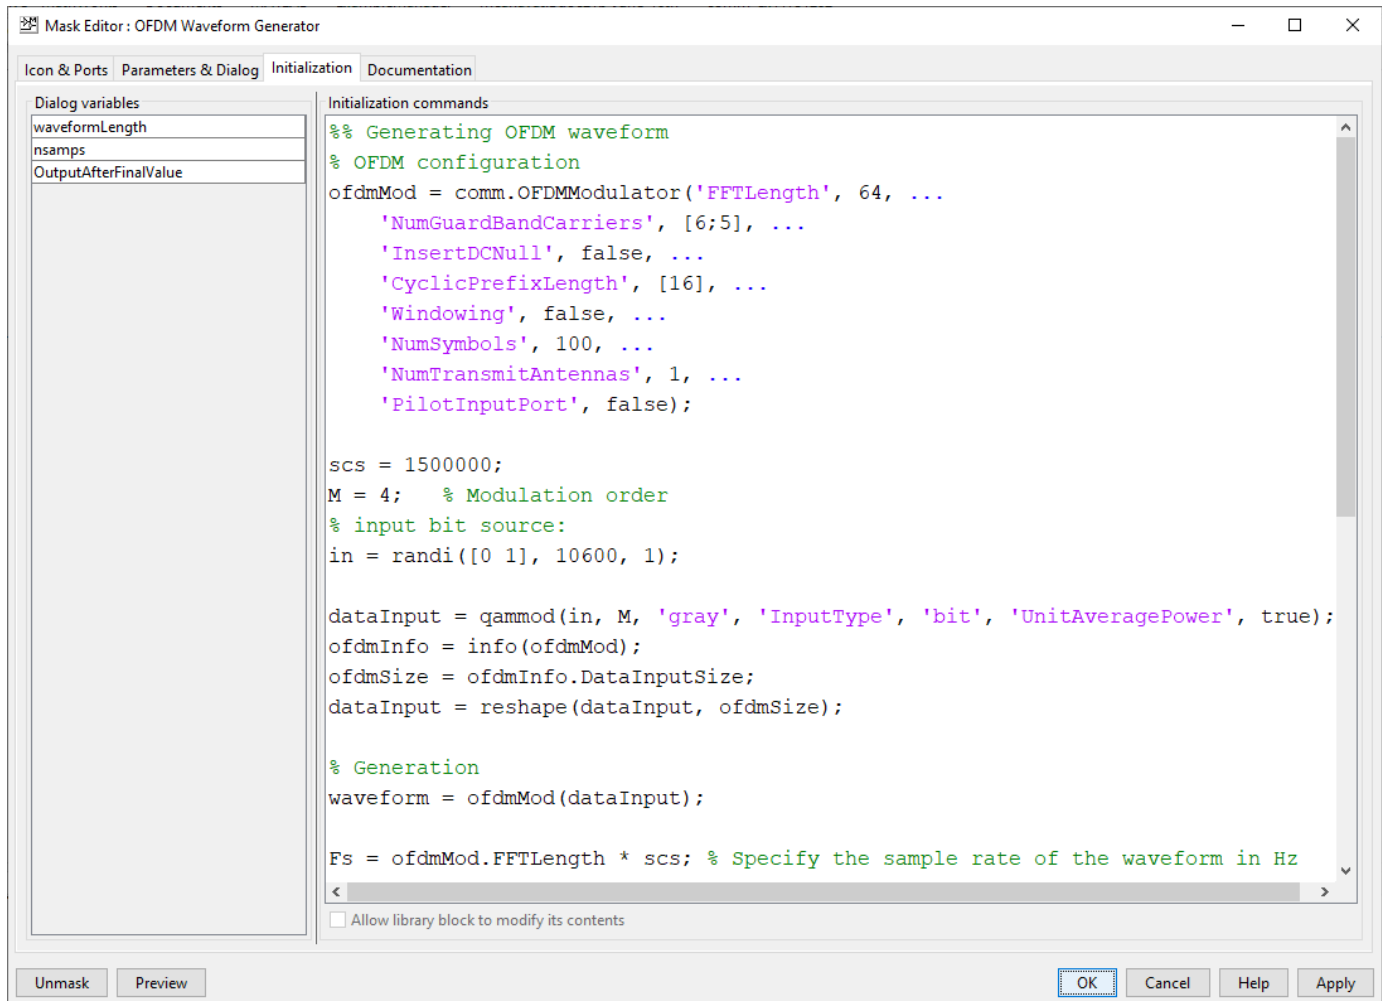 Mask Editor : OFDM Waveform Generator
Icon & Ports Parameters & Dialog Initialization Documentation
Dialog variables
waveformLength
nsamps
OutputAfterFinalValue
Initialization commands
%% Generating OFDM waveform
% OFDM configuration
ofdmMod = comm.OFDMModulator('FFTLength', 64, ...
    'NumGuardBandCarriers', [6;5], ...
    'InsertDCNull', false, ...
    'CyclicPrefixLength', [16], ...
    'Windowing', false, ...
    'NumSymbols', 100, ...
    'NumTransmitAntennas', 1, ...
    'PilotInputPort', false);
scs = 1500000;
M = 4;   % Modulation order
% input bit source:
in = randi([0 1], 10600, 1);
dataInput = qammod(in, M, 'gray', 'InputType', 'bit', 'UnitAveragePower', true);
ofdmInfo = info(ofdmMod);
ofdmSize = ofdmInfo.DataInputSize;
dataInput = reshape(dataInput, ofdmSize);
% Generation
waveform = ofdmMod(dataInput);
Fs = ofdmMod.FFTLength * scs; % Specify the sample rate of the waveform in Hz
Allow library block to modify its contents
Unmask Preview OK Cancel Help Apply